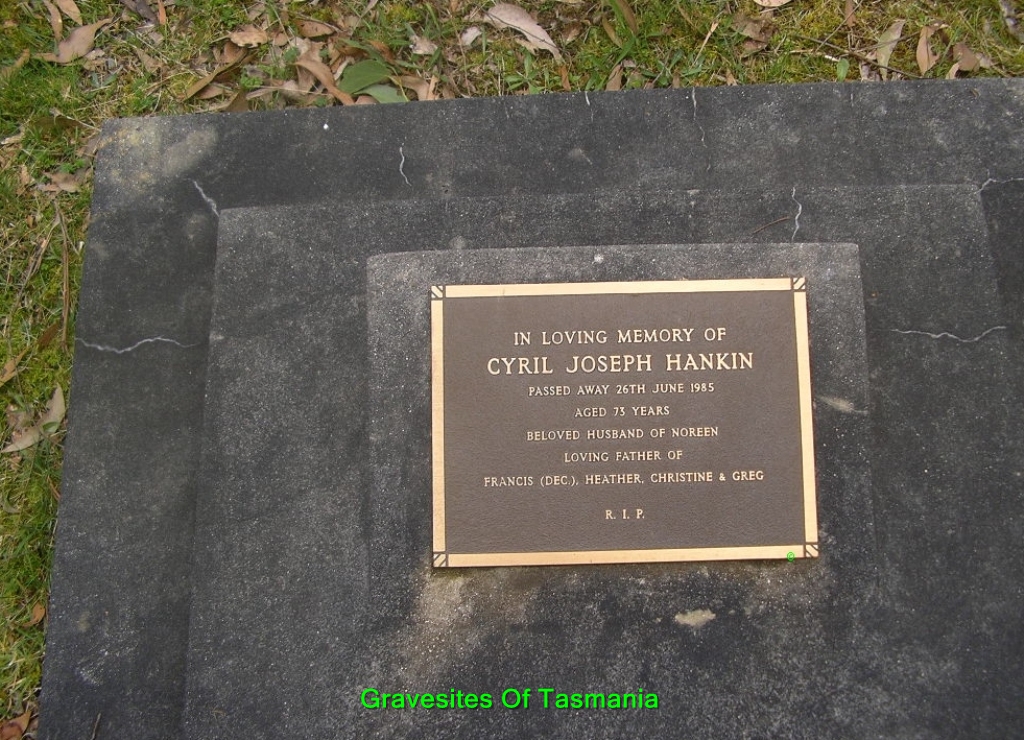 IN LOVING MEMORY OF
CYRIL JOSEPH HANKIN
PASSED AWAY 26TH JUNE 1985
AGED 73 YEARS
BELOVED HUSBAND OF NOREEN
LOVING FATHER OF
FRANCIS (DEC.), HEATHER, CHRISTINE & GREG
R. I. P.
©
Gravesites Of Tasmania